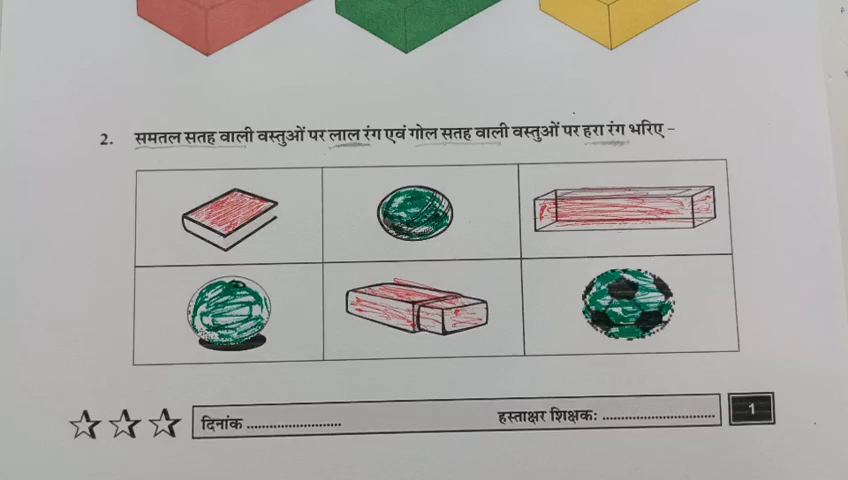 2. समतल सतह वाली वस्तुओं पर लाल रंग एवं गोल सतह वाली वस्तुओं पर हरा रंग भरिए –
दिनांक ........................ हस्ताक्षर शिक्षक: ............................. 1